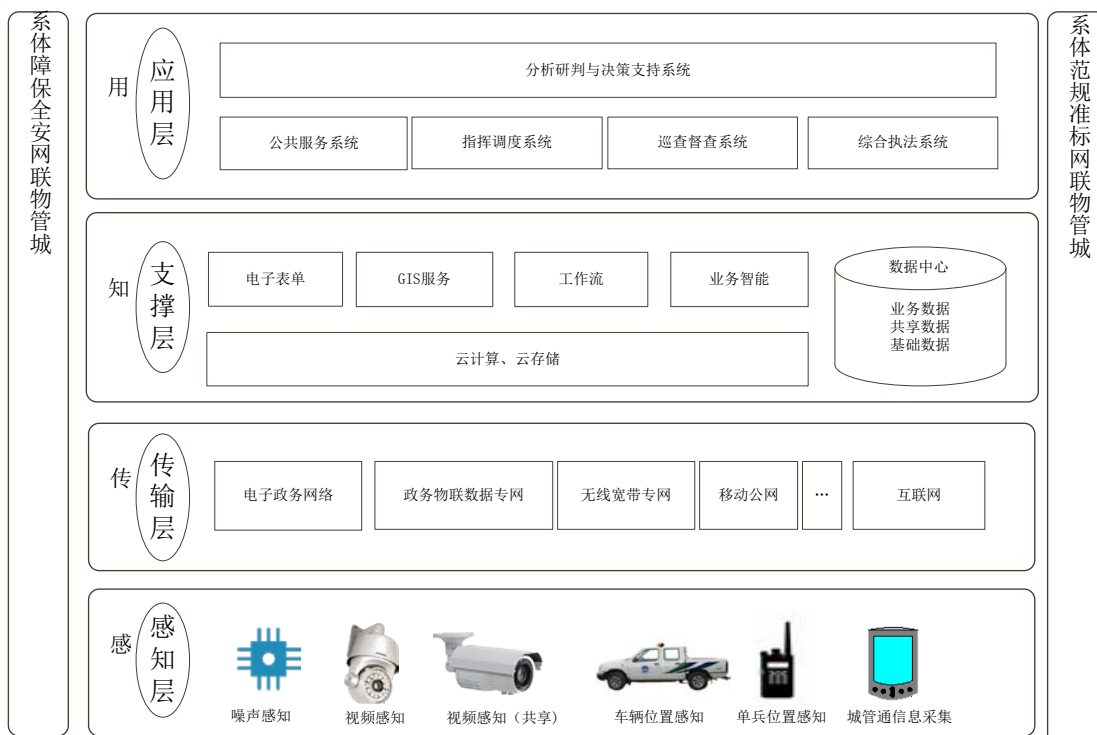 系体障保全安网联物管城
用
应用层
分析研判与决策支持系统
公共服务系统
指挥调度系统
巡查督查系统
综合执法系统
知
支撑层
电子表单
GIS服务
工作流
业务智能
云计算、云存储
数据中心
业务数据
共享数据
基础数据
传
传输层
电子政务网络
政务物联数据专网
无线宽带专网
移动公网
…
互联网
感
感知层
噪声感知
视频感知
视频感知（共享）
车辆位置感知
单兵位置感知
城管通信息采集
系体范规准标网联物管城